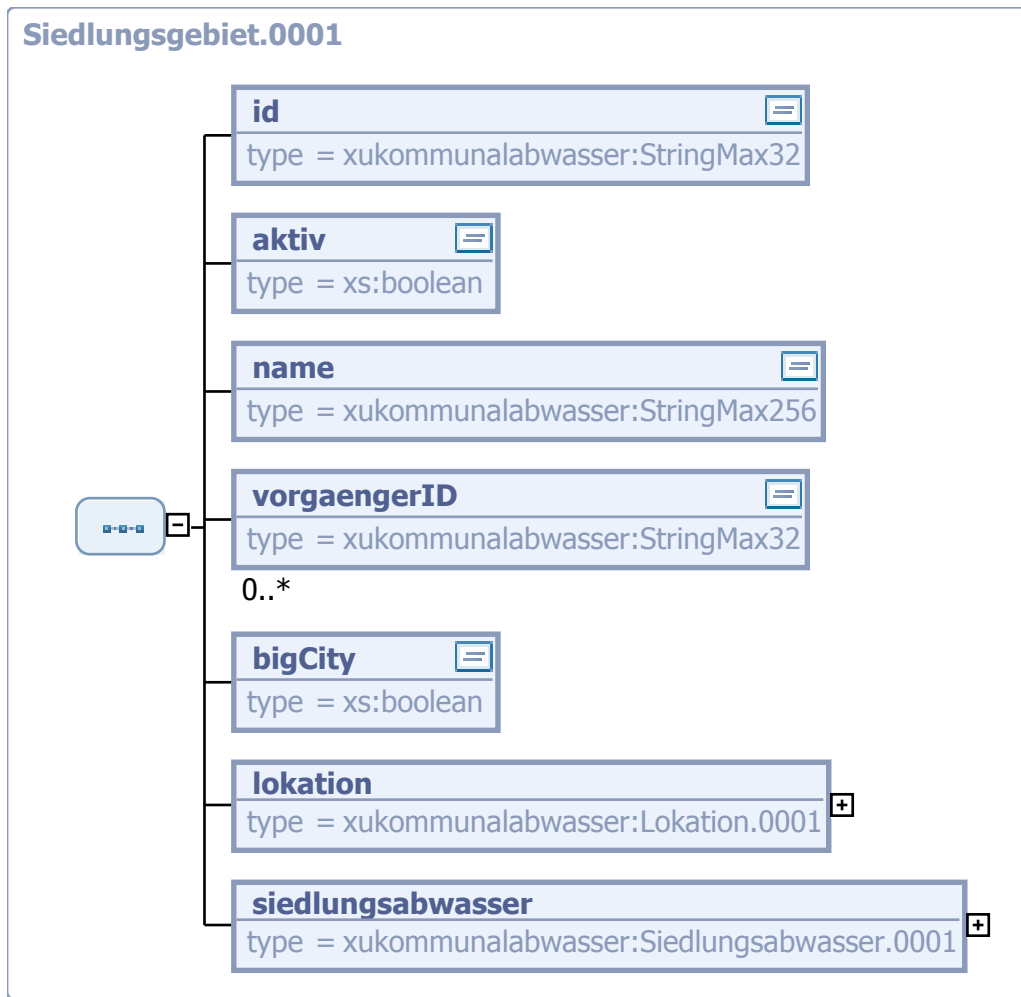 Siedlungsgebiet.0001
id
type = xukommunalabwasser:StringMax32
aktiv
type = xs:boolean
name
type = xukommunalabwasser:StringMax256
vorgaengerID
type = xukommunalabwasser:StringMax32
0..*
bigCity
type = xs:boolean
lokation
type = xukommunalabwasser:Lokation.0001
siedlungsabwasser
type = xukommunalabwasser:Siedlungsabwasser.0001